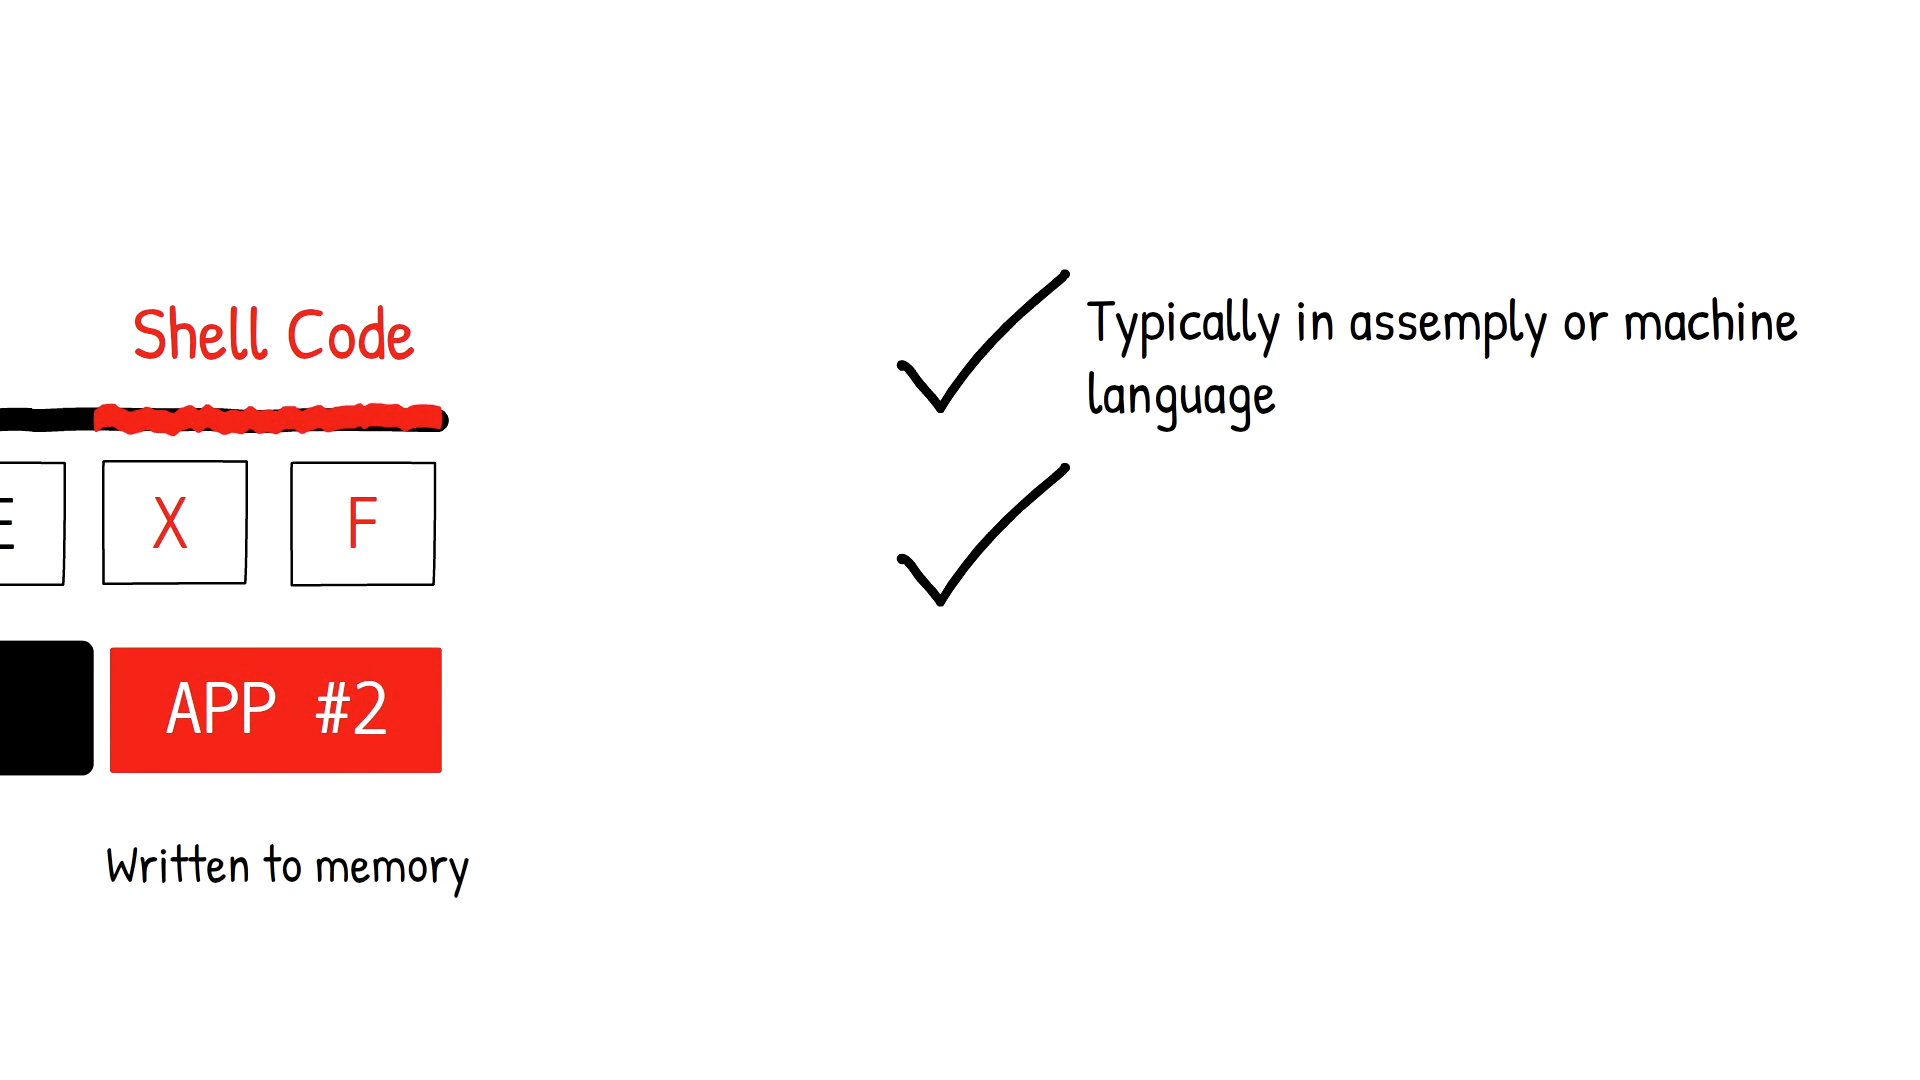 Shell Code
Typically in assemply or machine
language
E X F
APP #2
Written to memory